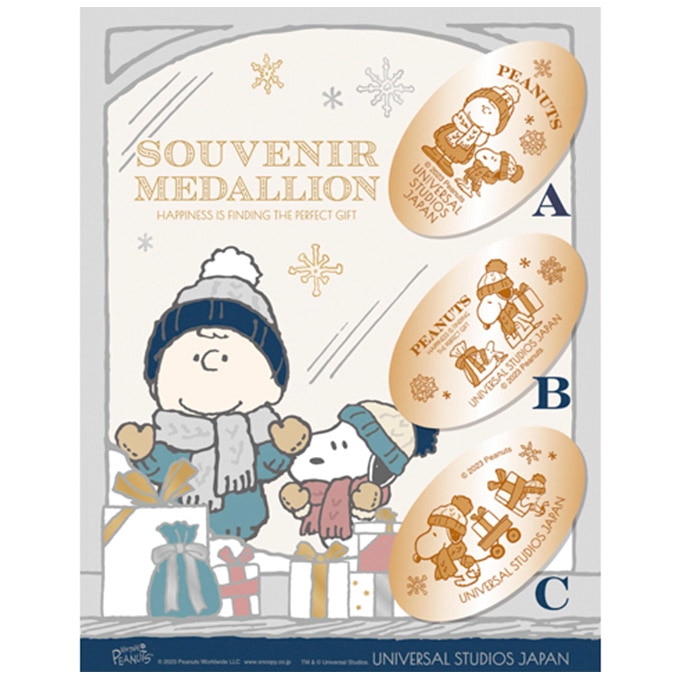 SOUVENIR
MEDALLION
HAPPINESS IS FINDING THE PERFECT GIFT
PEANUTS
© 2023 Peanuts
UNIVERSAL
STUDIOS
JAPAN
A
PEANUTS
HAPPINESS IS FINDING
THE PERFECT GIFT
UNIVERSAL STUDIOS JAPAN
© 2023 Peanuts
B
© 2023 Peanuts
UNIVERSAL STUDIOS JAPAN
C
PEANUTS
© 2023 Peanuts Worldwide LLC www.snoopy.co.jp TM & © Universal Studios. UNIVERSAL STUDIOS JAPAN